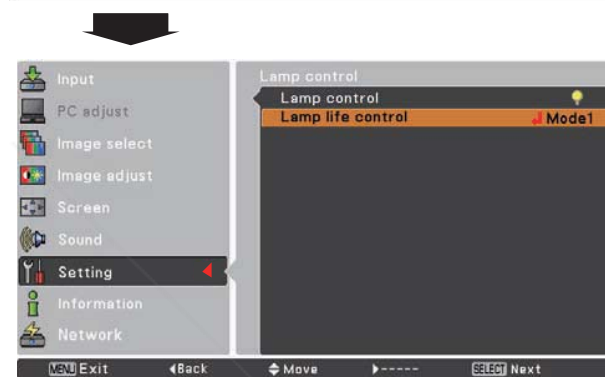 Input
PC adjust
Image select
Image adjust
Screen
Sound
Setting
Information
Network
Lamp control
Lamp control
Lamp life control Mode1
MENU Exit Back Move ----- SELECT Next